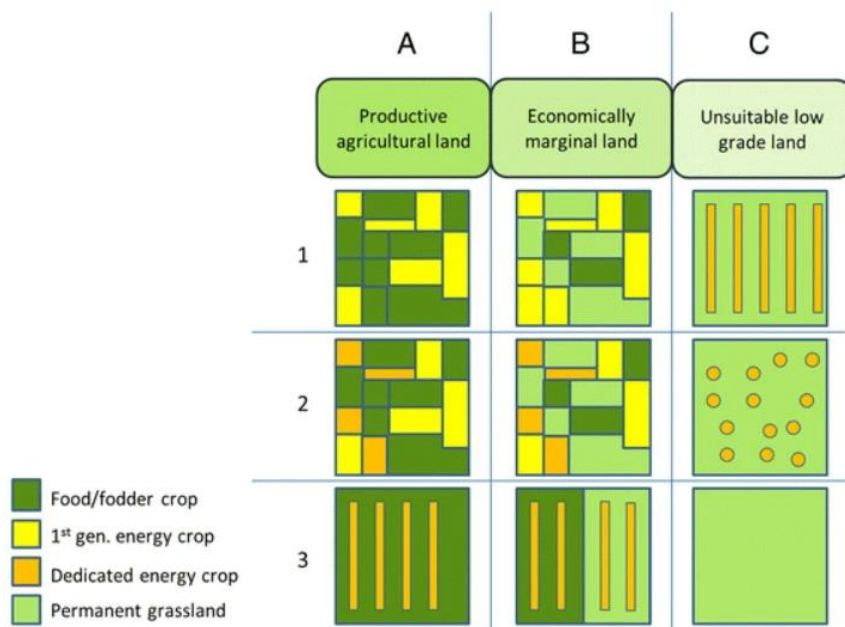 A
B
C
Productive
agricultural land
Economically
marginal land
Unsuitable low
grade land
1
2
3
Food/fodder crop
1st gen. energy crop
Dedicated energy crop
Permanent grassland